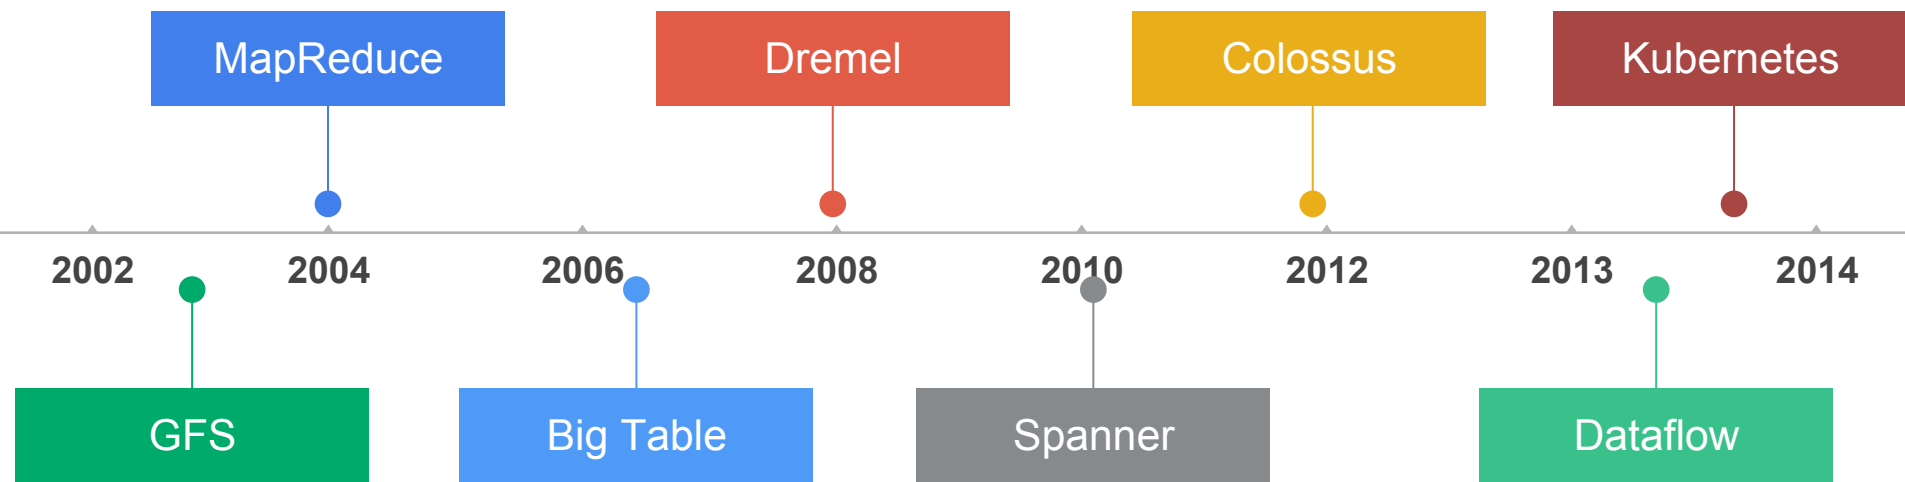 MapReduce
Dremel
Colossus
Kubernetes
2002
2004
2006
2008
2010
2012
2013
2014
GFS
Big Table
Spanner
Dataflow